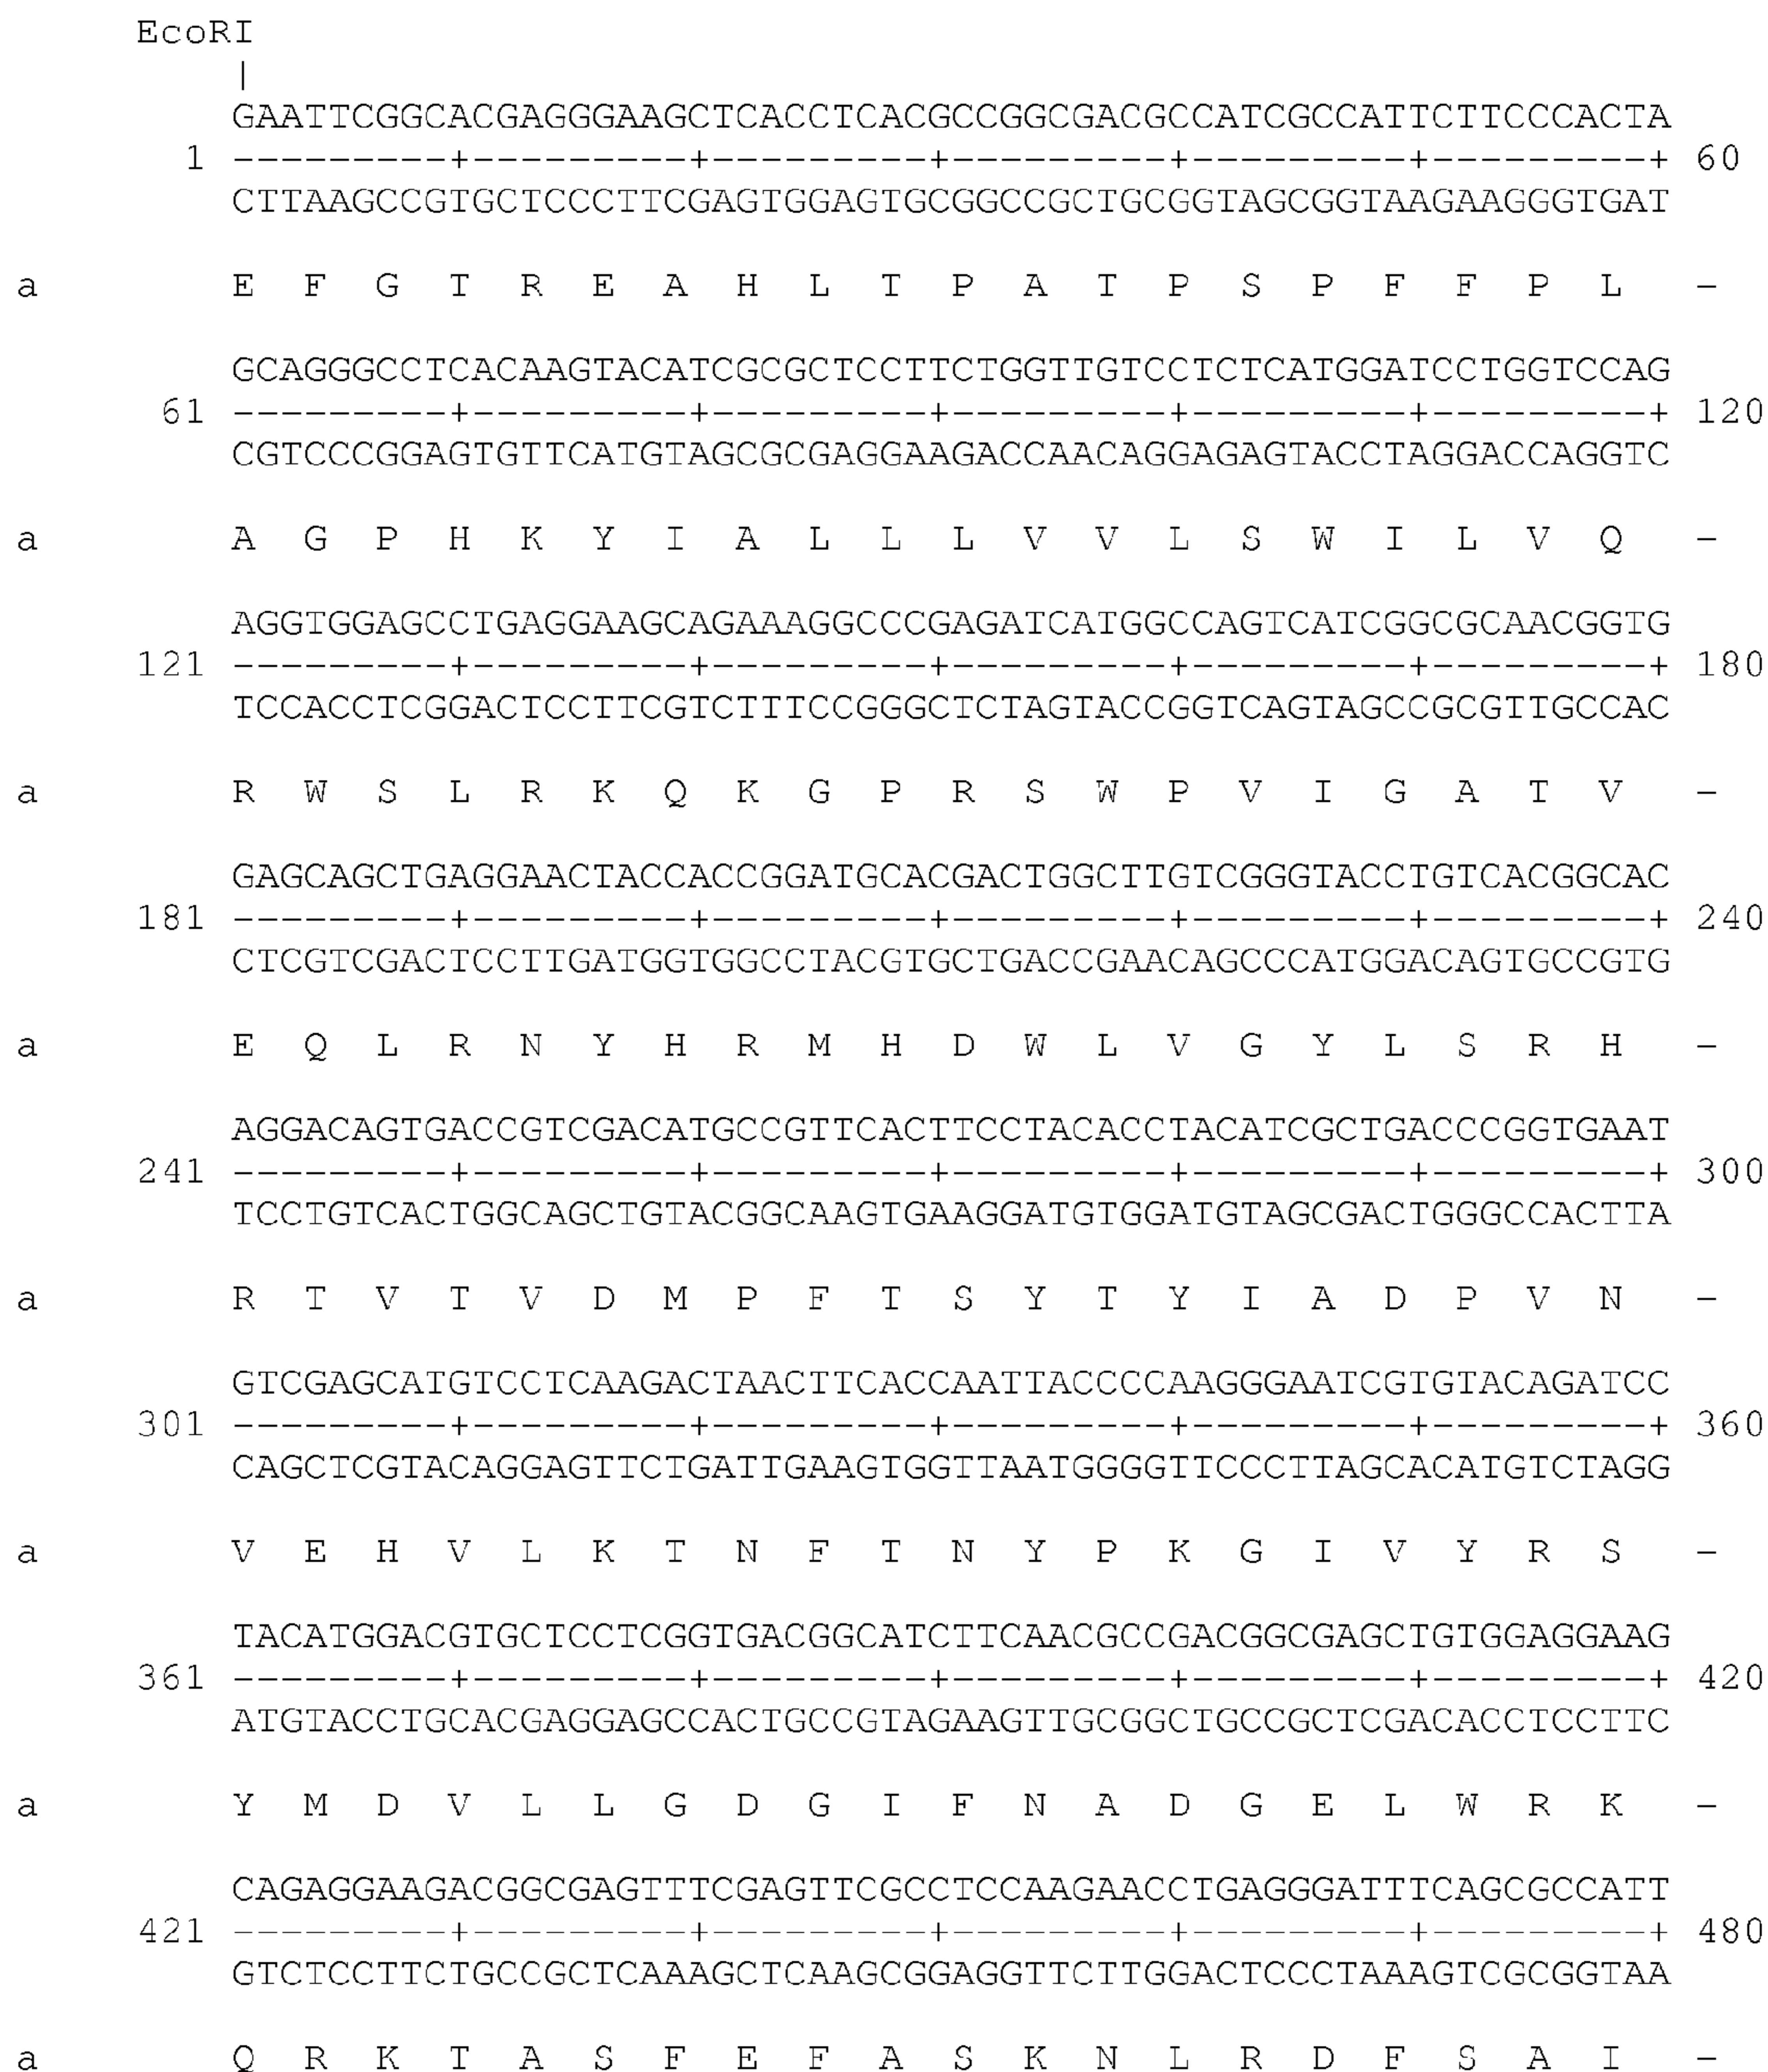 EcoRI
|
GAATTCGGCACGAGGGAAGCTCACCTCACGCCGGCGACGCCATCGCCATTCTTCCCACTA
1 ---------+---------+---------+---------+---------+---------+ 60
CTTAAGCCGTGCTCCCTTCGAGTGGAGTGCGGCCGCTGCGGTAGCGGTAAGAAGGGTGAT
a E F G T R E A H L T P A T P S P F F P L -
GCAGGGCCTCACAAGTACATCGCGCTCCTTCTGGTTGTCCTCTCATGGATCCTGGTCCAG
61 ---------+---------+---------+---------+---------+---------+ 120
CGTCCCGGAGTGTTCATGTAGCGCGAGGAAGACCAACAGGAGAGTACCTAGGACCAGGTC
a A G P H K Y I A L L L V V L S W I L V Q -
AGGTGGAGCCTGAGGAAGCAGAAAGGCCCGAGATCATGGCCAGTCATCGGCGCAACGGTG
121 ---------+---------+---------+---------+---------+---------+ 180
TCCACCTCGGACTCCTTCGTCTTTCCGGGCTCTAGTACCGGTCAGTAGCCGCGTTGCCAC
a R W S L R K Q K G P R S W P V I G A T V -
GAGCAGCTGAGGAACTACCACCGGATGCACGACTGGCTTGTCGGGTACCTGTCACGGCAC
181 ---------+---------+---------+---------+---------+---------+ 240
CTCGTCGACTCCTTGATGGTGGCCTACGTGCTGACCGAACAGCCCATGGACAGTGCCGTG
a E Q L R N Y H R M H D W L V G Y L S R H -
AGGACAGTGACCGTCGACATGCCGTTCACTTCCTACACCTACATCGCTGACCCGGTGAAT
241 ---------+---------+---------+---------+---------+---------+ 300
TCCTGTCACTGGCAGCTGTACGGCAAGTGAAGGATGTGGATGTAGCGACTGGGCCACTTA
a R T V T V D M P F T S Y T Y I A D P V N -
GTCGAGCATGTCCTCAAGACTAACTTCACCAATTACCCCAAGGGAATCGTGTACAGATCC
301 ---------+---------+---------+---------+---------+---------+ 360
CAGCTCGTACAGGAGTTCTGATTGAAGTGGTTAATGGGGTTCCCTTAGCACATGTCTAGG
a V E H V L K T N F T N Y P K G I V Y R S -
TACATGGACGTGCTCCTCGGTGACGGCATCTTCAACGCCGACGGCGAGCTGTGGAGGAAG
361 ---------+---------+---------+---------+---------+---------+ 420
ATGTACCTGCACGAGGAGCCACTGCCGTAGAAGTTGCGGCTGCCGCTCGACACCTCCTTC
a Y M D V L L G D G I F N A D G E L W R K -
CAGAGGAAGACGGCGAGTTTCGAGTTCGCCTCCAAGAACCTGAGGGATTTCAGCGCCATT
421 ---------+---------+---------+---------+---------+---------+ 480
GTCTCCTTCTGCCGCTCAAAGCTCAAGCGGAGGTTCTTGGACTCCCTAAAGTCGCGGTAA
a Q R K T A S F E F A S K N L R D F S A I -